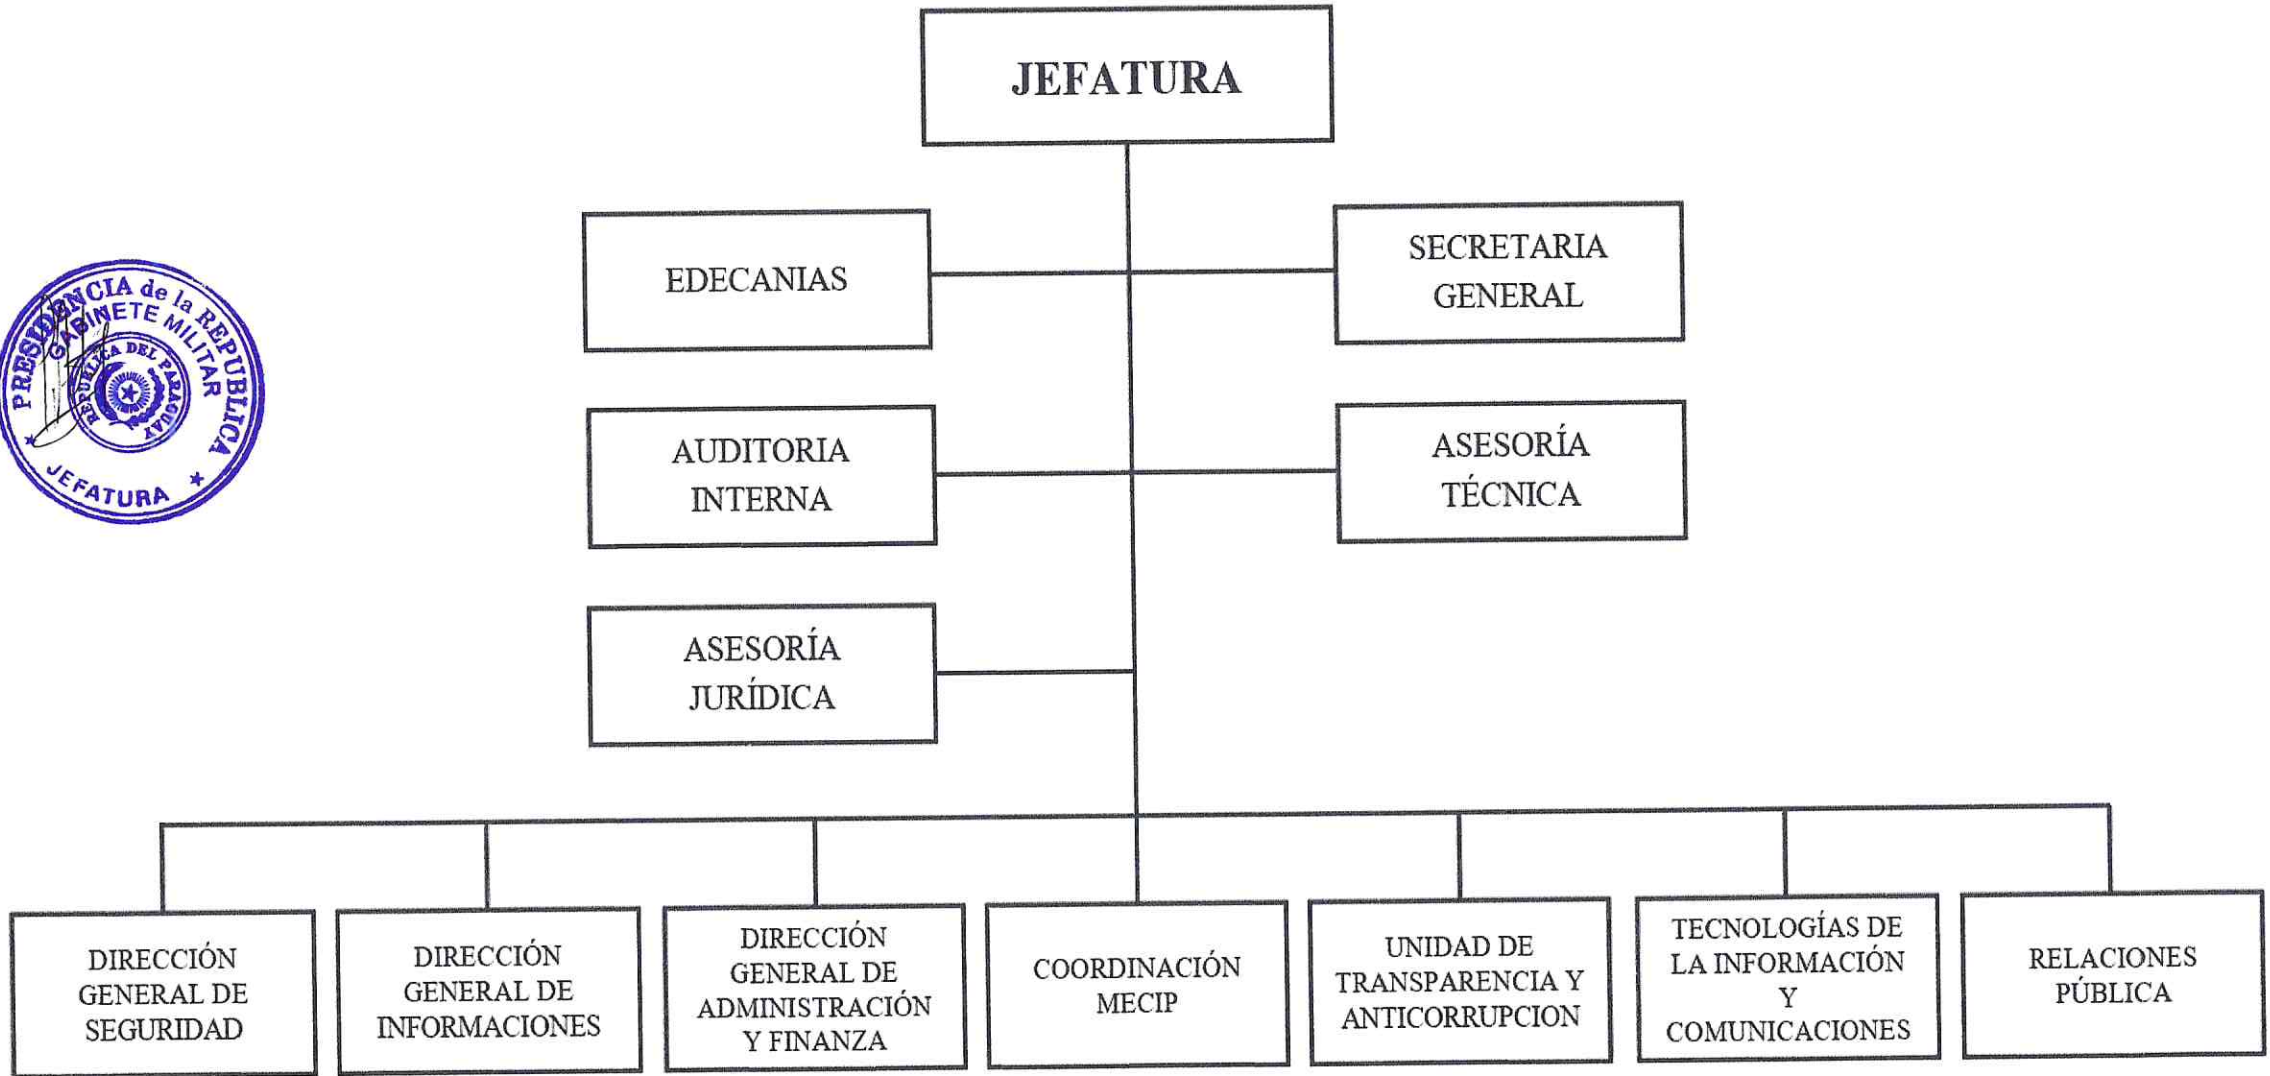 JEFATURA
EDECANIAS
SECRETARIA
GENERAL
PRESIDENCIA de la REPUBLICA
GABINETE MILITAR
REPUBLICA DEL PARAGUAY
JEFATURA
AUDITORIA
INTERNA
ASESORÍA
TÉCNICA
ASESORÍA
JURÍDICA
DIRECCIÓN
GENERAL DE
SEGURIDAD
DIRECCIÓN
GENERAL DE
INFORMACIONES
DIRECCIÓN
GENERAL DE
ADMINISTRACIÓN
Y FINANZA
COORDINACIÓN
MECIP
UNIDAD DE
TRANSPARENCIA Y
ANTICORRUPCION
TECNOLOGÍAS DE
LA INFORMACIÓN
Y
COMUNICACIONES
RELACIONES
PÚBLICA